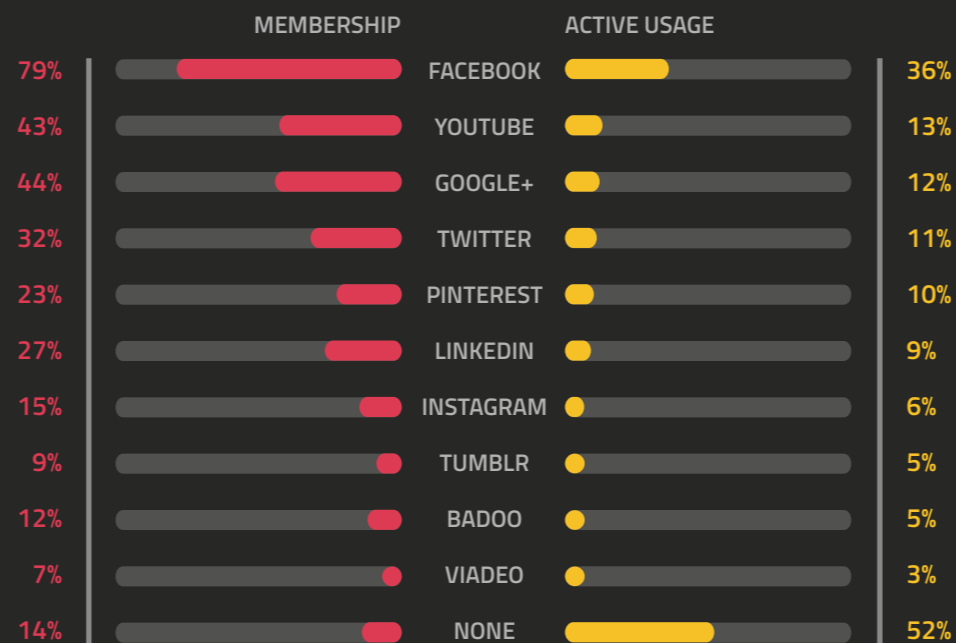 MEMBERSHIP ACTIVE USAGE
79% FACEBOOK 36%
43% YOUTUBE 13%
44% GOOGLE+ 12%
32% TWITTER 11%
23% PINTEREST 10%
27% LINKEDIN 9%
15% INSTAGRAM 6%
9% TUMBLR 5%
12% BADOO 5%
7% VIADEO 3%
14% NONE 52%